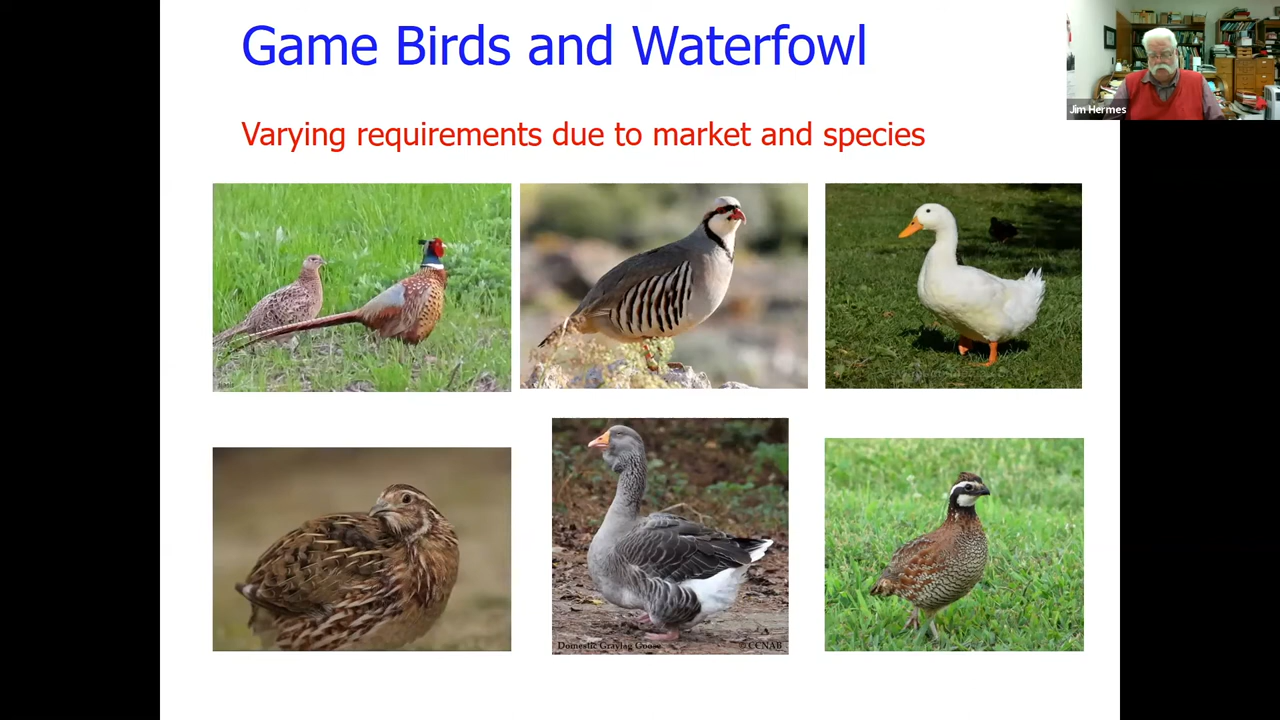 Game Birds and Waterfowl
Jim Hermes
Varying requirements due to market and species
Domestic Graylag Goose © CCNAB